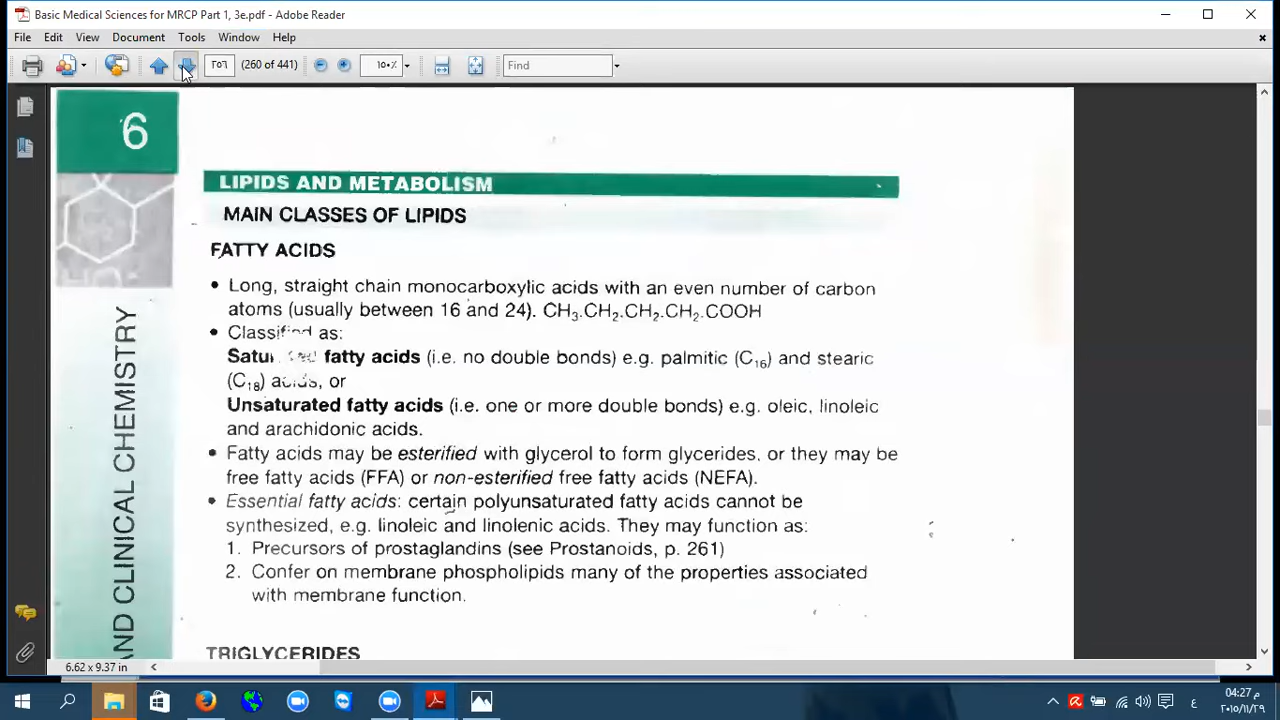 Basic Medical Sciences for MRCP Part 1, 3e.pdf - Adobe Reader
File Edit View Document Tools Window Help
٢٥٦ (260 of 441) ١٥٠٪ Find
6
LIPIDS AND METABOLISM
MAIN CLASSES OF LIPIDS
FATTY ACIDS
• Long, straight chain monocarboxylic acids with an even number of carbon
atoms (usually between 16 and 24). CH₃.CH₂.CH₂.CH₂.COOH
• Classified as:
Saturated fatty acids (i.e. no double bonds) e.g. palmitic (C₁₆) and stearic
(C₁₈) acids, or
Unsaturated fatty acids (i.e. one or more double bonds) e.g. oleic, linoleic
and arachidonic acids.
• Fatty acids may be esterified with glycerol to form glycerides, or they may be
free fatty acids (FFA) or non-esterified free fatty acids (NEFA).
• Essential fatty acids: certain polyunsaturated fatty acids cannot be
synthesized, e.g. linoleic and linolenic acids. They may function as:
1. Precursors of prostaglandins (see Prostanoids, p. 261)
2. Confer on membrane phospholipids many of the properties associated
with membrane function.
TRIGLYCERIDES
AND CLINICAL CHEMISTRY
6.62 x 9.37 in
ع
04:27 م
٢٠١٥/١١/٢٩